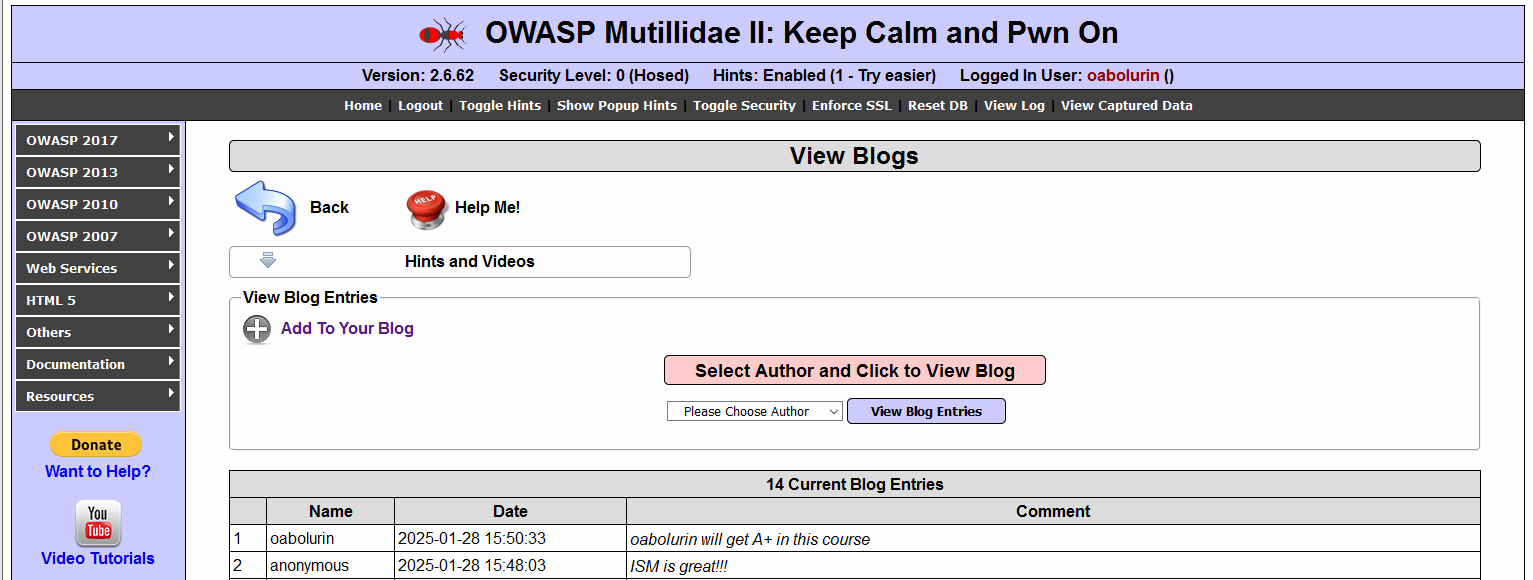 OWASP Mutillidae II: Keep Calm and Pwn On
Version: 2.6.62 Security Level: 0 (Hosed) Hints: Enabled (1 - Try easier) Logged In User: oabolurin ()
Home | Logout | Toggle Hints | Show Popup Hints | Toggle Security | Enforce SSL | Reset DB | View Log | View Captured Data
OWASP 2017
OWASP 2013
OWASP 2010
OWASP 2007
Web Services
HTML 5
Others
Documentation
Resources
Donate
Want to Help?
You
Tube
Video Tutorials
View Blogs
Back
HELP
Help Me!
Hints and Videos
View Blog Entries
Add To Your Blog
Select Author and Click to View Blog
Please Choose Author
View Blog Entries
14 Current Blog Entries
Name Date Comment
1 oabolurin 2025-01-28 15:50:33 oabolurin will get A+ in this course
2 anonymous 2025-01-28 15:48:03 ISM is great!!!